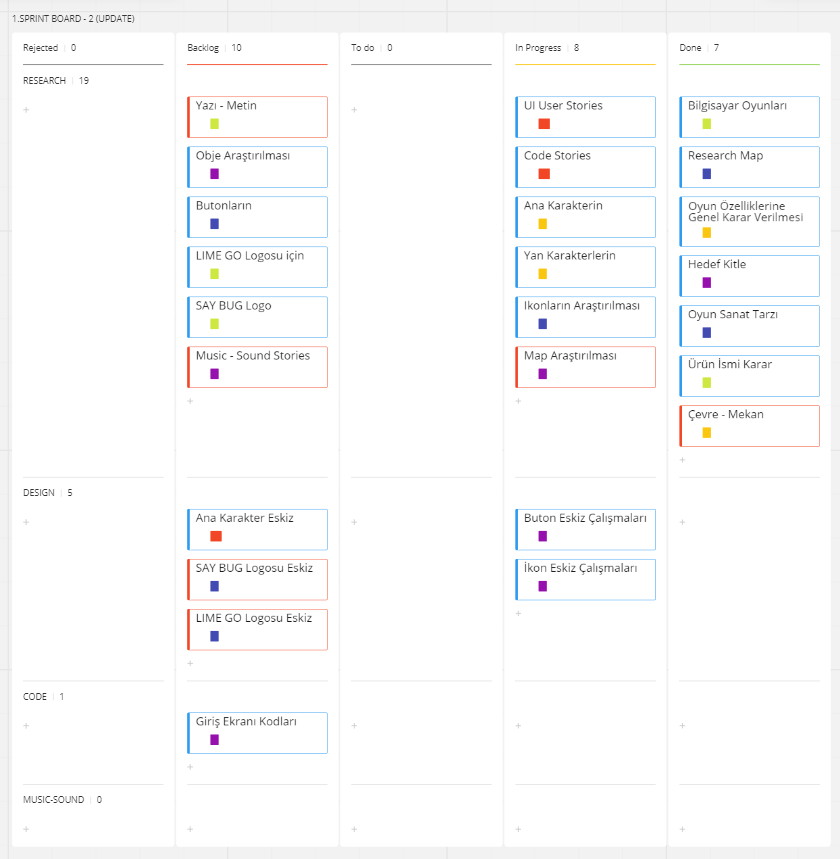 1.SPRINT BOARD - 2 (UPDATE)
Rejected 0
Backlog 10
To do 0
In Progress 8
Done 7
RESEARCH 19
Yazı - Metin
Obje Araştırılması
Butonların
LIME GO Logosu için
SAY BUG Logo
Music - Sound Stories
UI User Stories
Code Stories
Ana Karakterin
Yan Karakterlerin
Ikonların Araştırılması
Map Araştırılması
Bilgisayar Oyunları
Research Map
Oyun Özelliklerine
Genel Karar Verilmesi
Hedef Kitle
Oyun Sanat Tarzı
Ürün İsmi Karar
Çevre - Mekan
DESIGN 5
Ana Karakter Eskiz
SAY BUG Logosu Eskiz
LIME GO Logosu Eskiz
Buton Eskiz Çalışmaları
İkon Eskiz Çalışmaları
CODE 1
Giriş Ekranı Kodları
MUSIC-SOUND 0